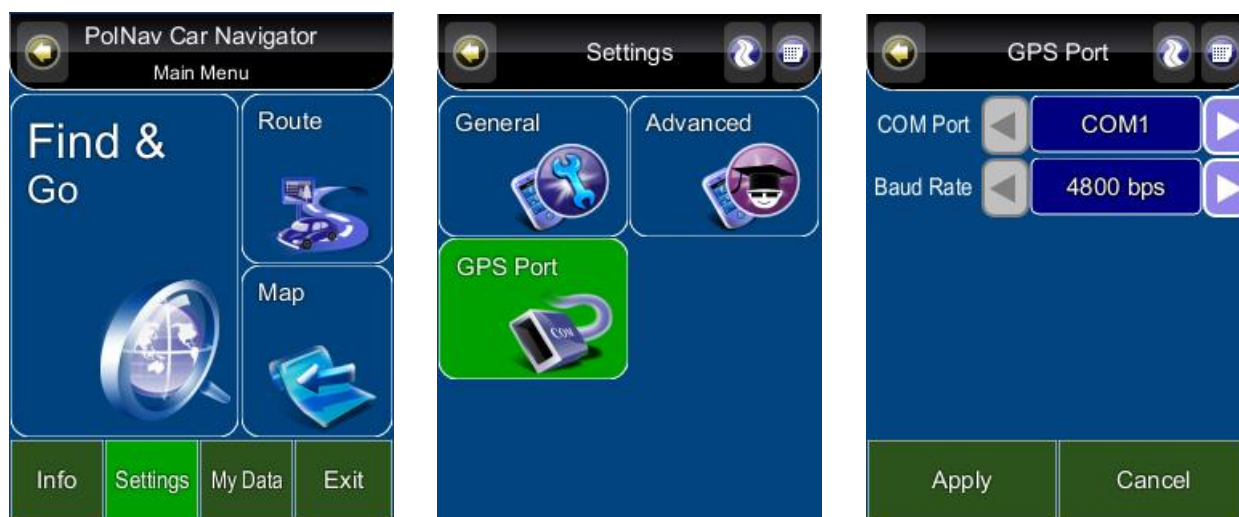 PolNav Car Navigator
Main Menu
Find &
Go
Route
Map
Info
Settings
My Data
Exit
Settings
General
Advanced
GPS Port
COM
GPS Port
COM Port
COM1
Baud Rate
4800 bps
Apply
Cancel